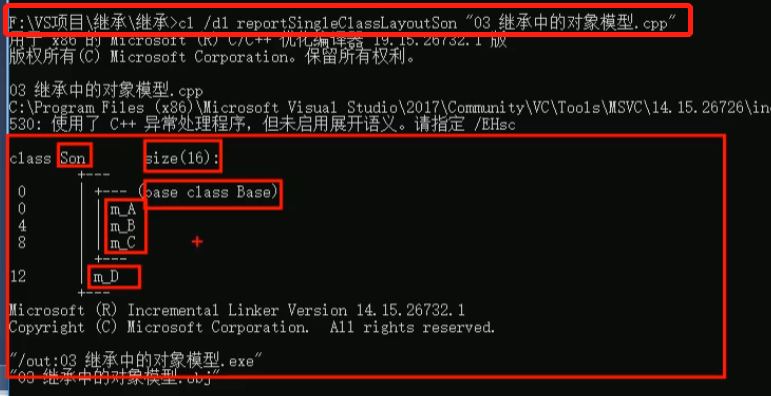 F:\VS项目\继承\继承>cl /d1 reportSingleClassLayoutSon "03 继承中的对象模型.cpp"
用于 x86 的 Microsoft (R) C/C++ 优化编译器 19.15.26732.1 版
版权所有(C) Microsoft Corporation。保留所有权利。
03 继承中的对象模型.cpp
C:\Program Files (x86)\Microsoft Visual Studio\2017\Community\VC\Tools\MSVC\14.15.26726\inc
530: 使用了 C++ 异常处理程序，但未启用展开语义。请指定 /EHsc
class Son size(16):
+---
0 | +--- (base class Base)
0 | | m_A
4 | | m_B
8 | | m_C
| +---
12 | m_D
+---
Microsoft (R) Incremental Linker Version 14.15.26732.1
Copyright (C) Microsoft Corporation. All rights reserved.
"/out:03 继承中的对象模型.exe"
"03 继承中的对象模型.obj"